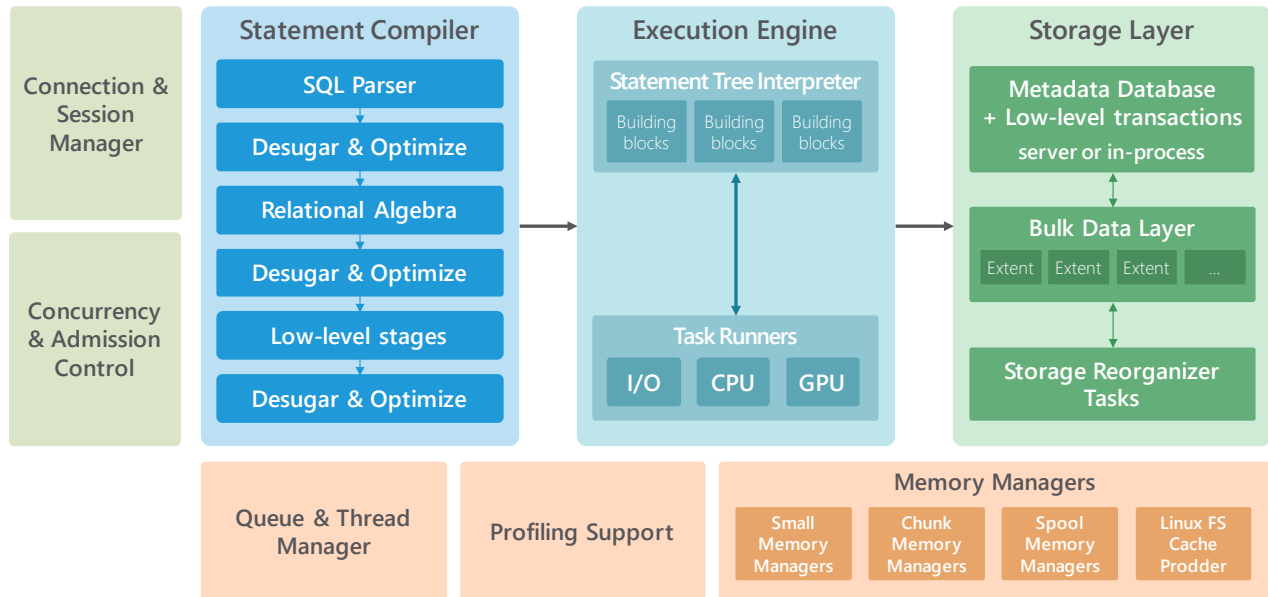 Connection &
Session
Manager
Concurrency
& Admission
Control
Statement Compiler
SQL Parser
Desugar & Optimize
Relational Algebra
Desugar & Optimize
Low-level stages
Desugar & Optimize
Execution Engine
Statement Tree Interpreter
Building
blocks
Building
blocks
Building
blocks
Task Runners
I/O
CPU
GPU
Storage Layer
Metadata Database
+ Low-level transactions
server or in-process
Bulk Data Layer
Extent
Extent
Extent
...
Storage Reorganizer
Tasks
Queue & Thread
Manager
Profiling Support
Memory Managers
Small
Memory
Managers
Chunk
Memory
Managers
Spool
Memory
Managers
Linux FS
Cache
Prodder